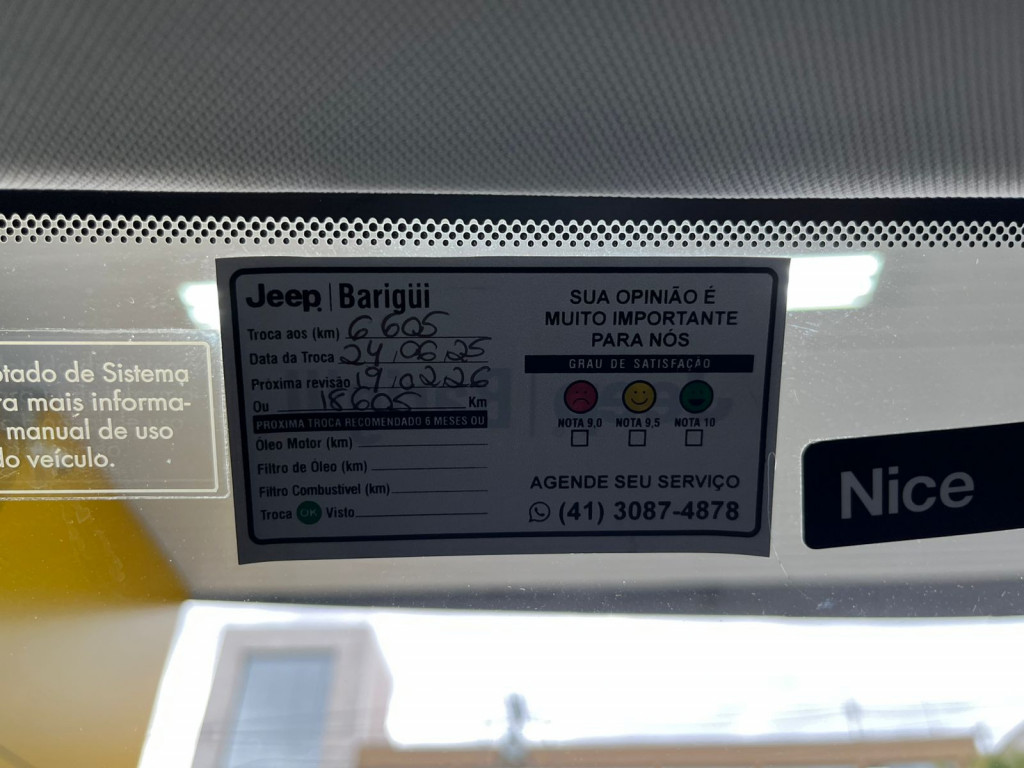 Jeep | Barigüi
Troca aos (km) 6605
Data da Troca 24,06,25
Próxima revisão 19,02,26
Ou 18605 Km
PRÓXIMA TROCA RECOMENDADO 6 MESES OU
Óleo Motor (km)
Filtro de Óleo (km)
Filtro Combustível (km)
Troca OK Visto
SUA OPINIÃO É
MUITO IMPORTANTE
PARA NÓS
GRAU DE SATISFAÇÃO
NOTA 9,0 NOTA 9,5 NOTA 10
AGENDE SEU SERVIÇO
(41) 3087-4878
otado de Sistema
ra mais informa-
manual de uso
do veículo.
Nice